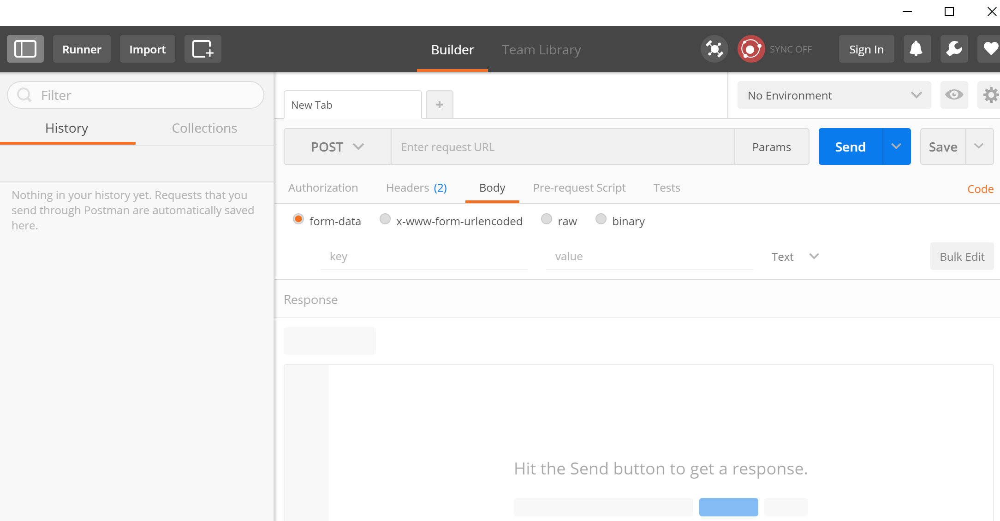 Runner Import Builder Team Library SYNC OFF Sign In
Filter
No Environment
New Tab
History Collections
POST Enter request URL Params Send Save
Authorization Headers (2) Body Pre-request Script Tests Code
Nothing in your history yet. Requests that you
send through Postman are automatically saved
here.
form-data x-www-form-urlencoded raw binary
key value Text Bulk Edit
Response
Hit the Send button to get a response.